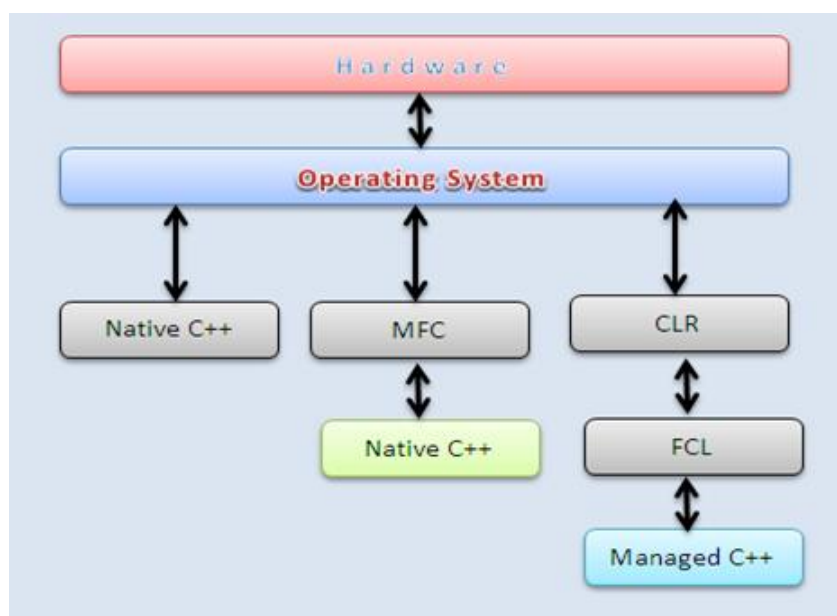 Hardware
Operating System
Native C++
MFC
CLR
Native C++
FCL
Managed C++